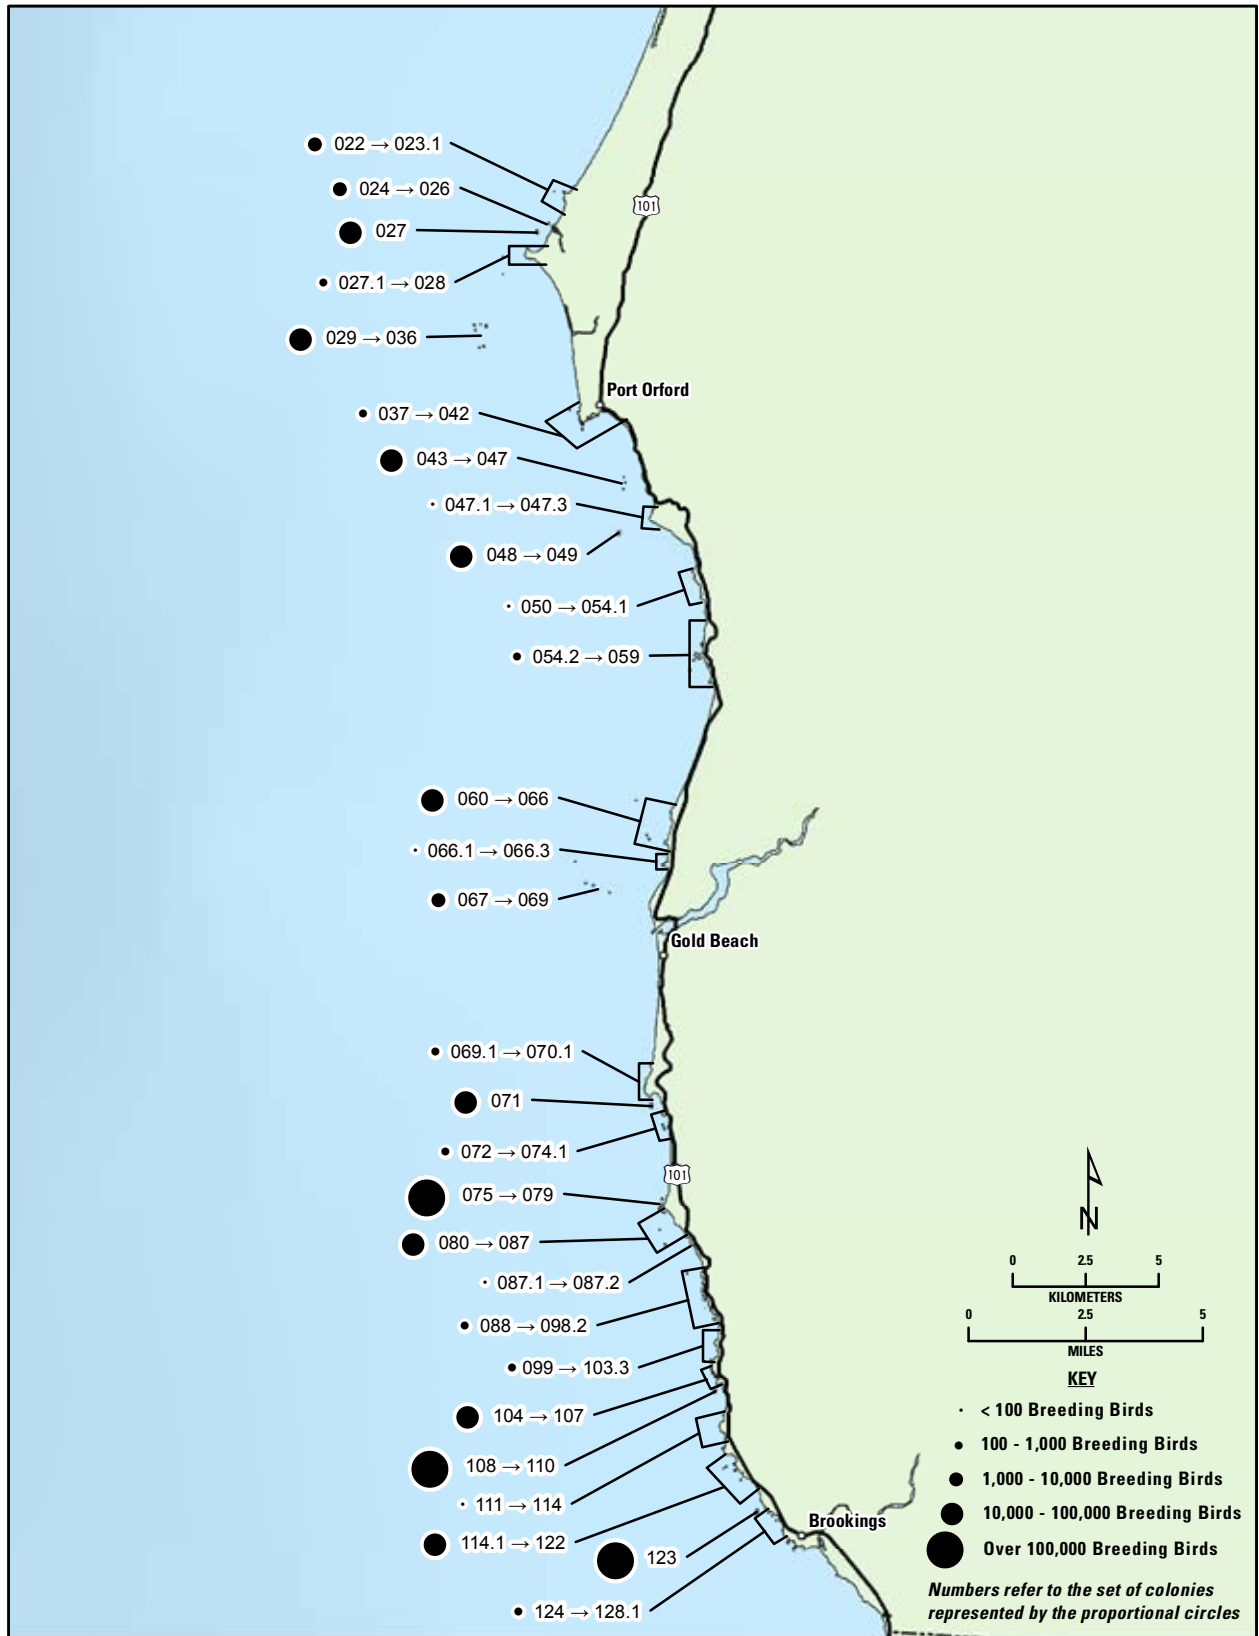 022 → 023.1
024 → 026
101
027
027.1 → 028
029 → 036
Port Orford
037 → 042
043 → 047
047.1 → 047.3
048 → 049
050 → 054.1
054.2 → 059
060 → 066
066.1 → 066.3
067 → 069
Gold Beach
069.1 → 070.1
071
072 → 074.1
101
075 → 079
080 → 087
087.1 → 087.2
088 → 098.2
099 → 103.3
104 → 107
108 → 110
111 → 114
114.1 → 122
Brookings
123
124 → 128.1
N
0 2.5 5
KILOMETERS
0 2.5 5
MILES
KEY
< 100 Breeding Birds
100 - 1,000 Breeding Birds
1,000 - 10,000 Breeding Birds
10,000 - 100,000 Breeding Birds
Over 100,000 Breeding Birds
Numbers refer to the set of colonies
represented by the proportional circles